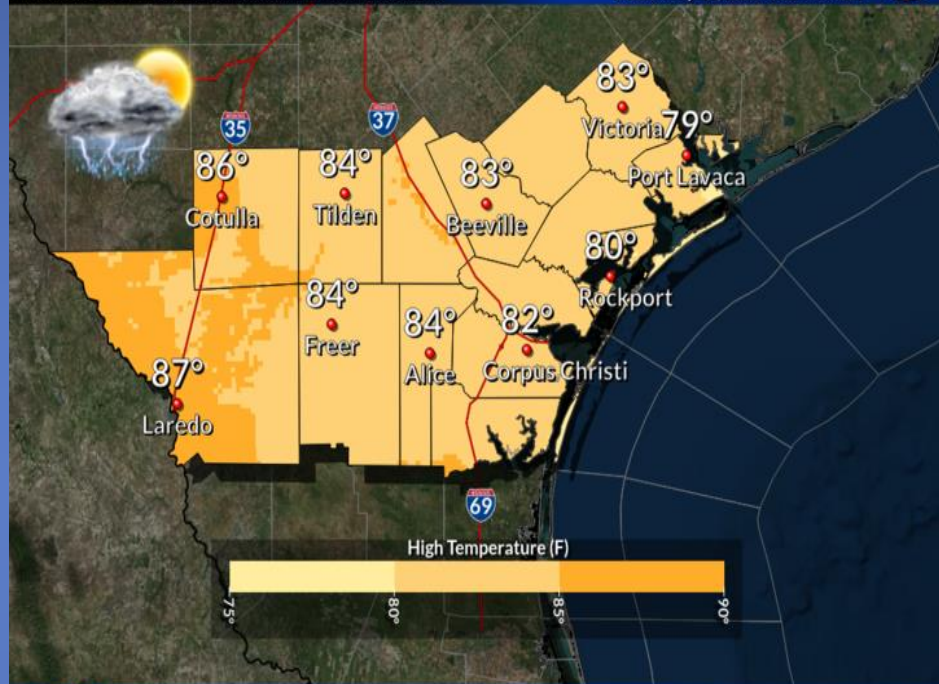 35
37
83°
Victoria
79°
Port Lavaca
86°
Cotulla
84°
Tilden
83°
Beeville
80°
Rockport
84°
Freer
84°
Alice
82°
Corpus Christi
87°
Laredo
69
High Temperature (F)
75° 80° 85° 90°